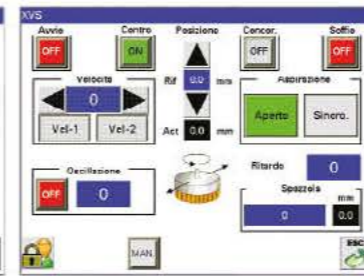 XVS
Avvio Centro Posizione Concor. Soffio
OFF ON OFF OFF
Rif 0.0 mm
Velocità
0
Vel-1 Vel-2
Act 0.0 mm
Aspirazione
Aperto Sincro.
Oscillazione
OFF 0
Ritardo 0
Spazzola
mm
0 0.0
MAN.
ESC